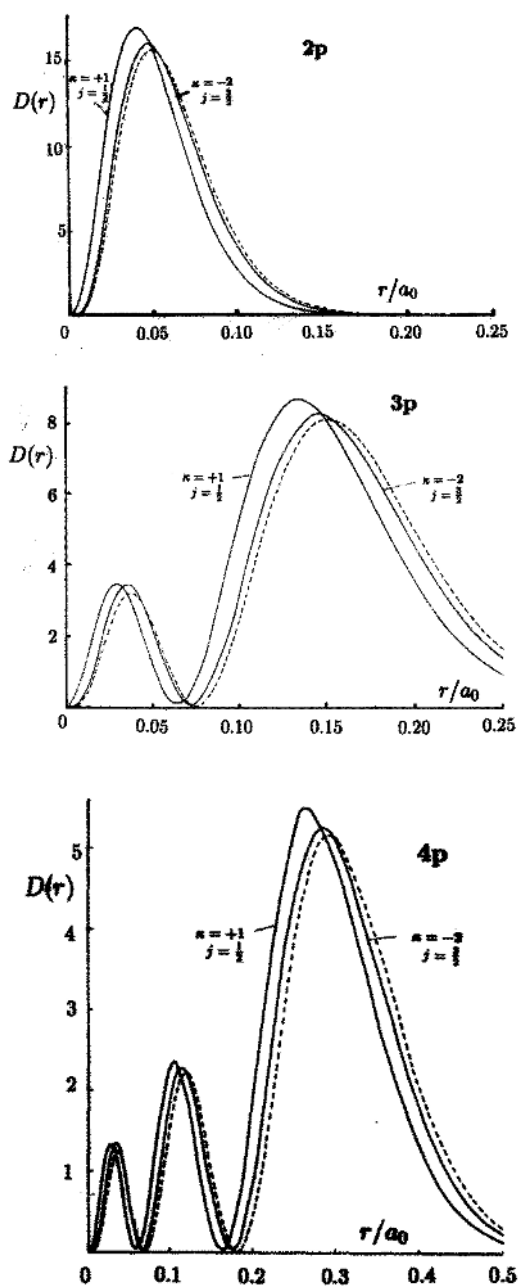 2p
15
κ = +1
j = 1/2
κ = −2
j = 3/2
D(r)
10
5
r/a₀
0 0.05 0.10 0.15 0.20 0.25
3p
8
D(r)
κ = +1
j = 1/2
κ = −2
j = 3/2
6
4
2
r/a₀
0 0.05 0.10 0.15 0.20 0.25
4p
5
D(r)
κ = +1
j = 1/2
κ = −2
j = 3/2
4
3
2
1
r/a₀
0 0.1 0.2 0.3 0.4 0.5